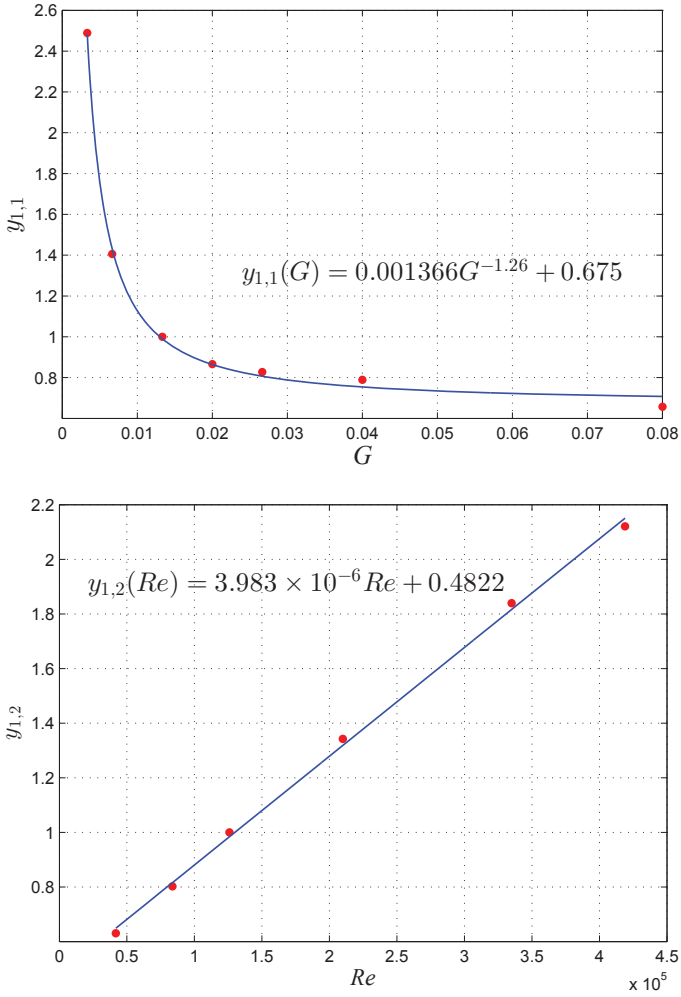 2.6
2.4
2.2
2
1.8
1.6
1.4
1.2
1
0.8
y₁,₁
y₁,₁(G) = 0.001366G⁻¹·²⁶ + 0.675
0 0.01 0.02 0.03 0.04 0.05 0.06 0.07 0.08
G
2.2
2
1.8
1.6
1.4
1.2
1
0.8
y₁,₂
y₁,₂(Re) = 3.983 × 10⁻⁶Re + 0.4822
0 0.5 1 1.5 2 2.5 3 3.5 4 4.5
Re
x 10⁵